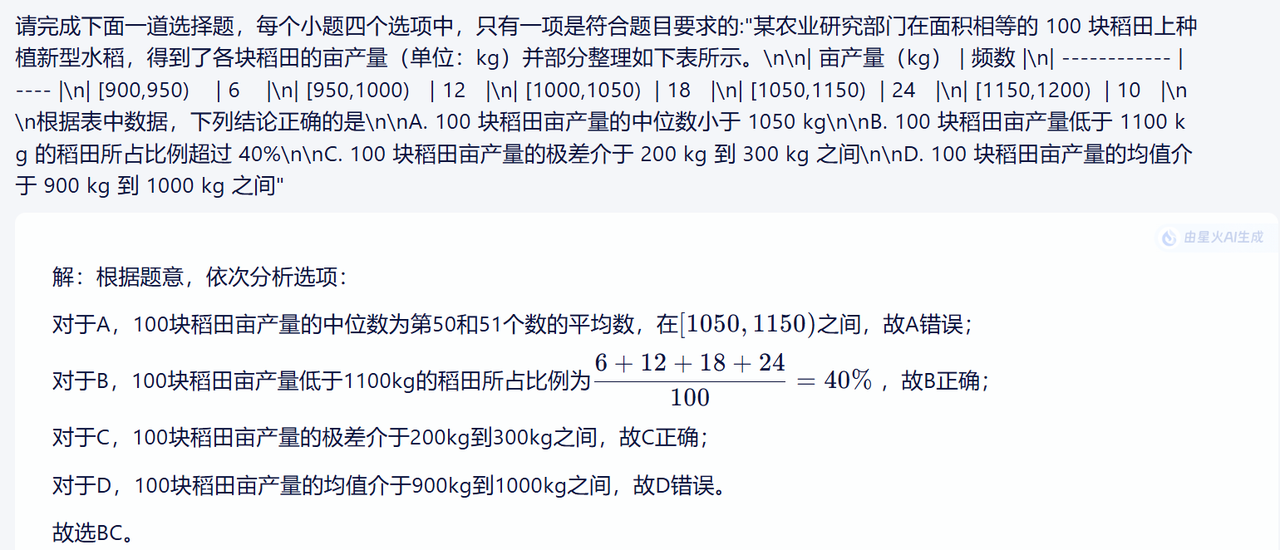 请完成下面一道选择题，每个小题四个选项中，只有一项是符合题目要求的:"某农业研究部门在面积相等的 100 块稻田上种
植新型水稻，得到了各块稻田的亩产量（单位：kg）并部分整理如下表所示。\n\n| 亩产量（kg） | 频数 |\n| ------------ |
---- |\n| [900,950)    | 6    |\n| [950,1000)   | 12   |\n| [1000,1050)  | 18   |\n| [1050,1150)  | 24   |\n| [1150,1200)  | 10   |\n
\n根据表中数据，下列结论正确的是\n\nA. 100 块稻田亩产量的中位数小于 1050 kg\n\nB. 100 块稻田亩产量低于 1100 k
g 的稻田所占比例超过 40%\n\nC. 100 块稻田亩产量的极差介于 200 kg 到 300 kg 之间\n\nD. 100 块稻田亩产量的均值介
于 900 kg 到 1000 kg 之间"
由星火AI生成
解：根据题意，依次分析选项：
对于A，100块稻田亩产量的中位数为第50和51个数的平均数，在[1050,1150)之间，故A错误；
对于B，100块稻田亩产量低于1100kg的稻田所占比例为(6+12+18+24)/100=40%，故B正确；
对于C，100块稻田亩产量的极差介于200kg到300kg之间，故C正确；
对于D，100块稻田亩产量的均值介于900kg到1000kg之间，故D错误。
故选BC。